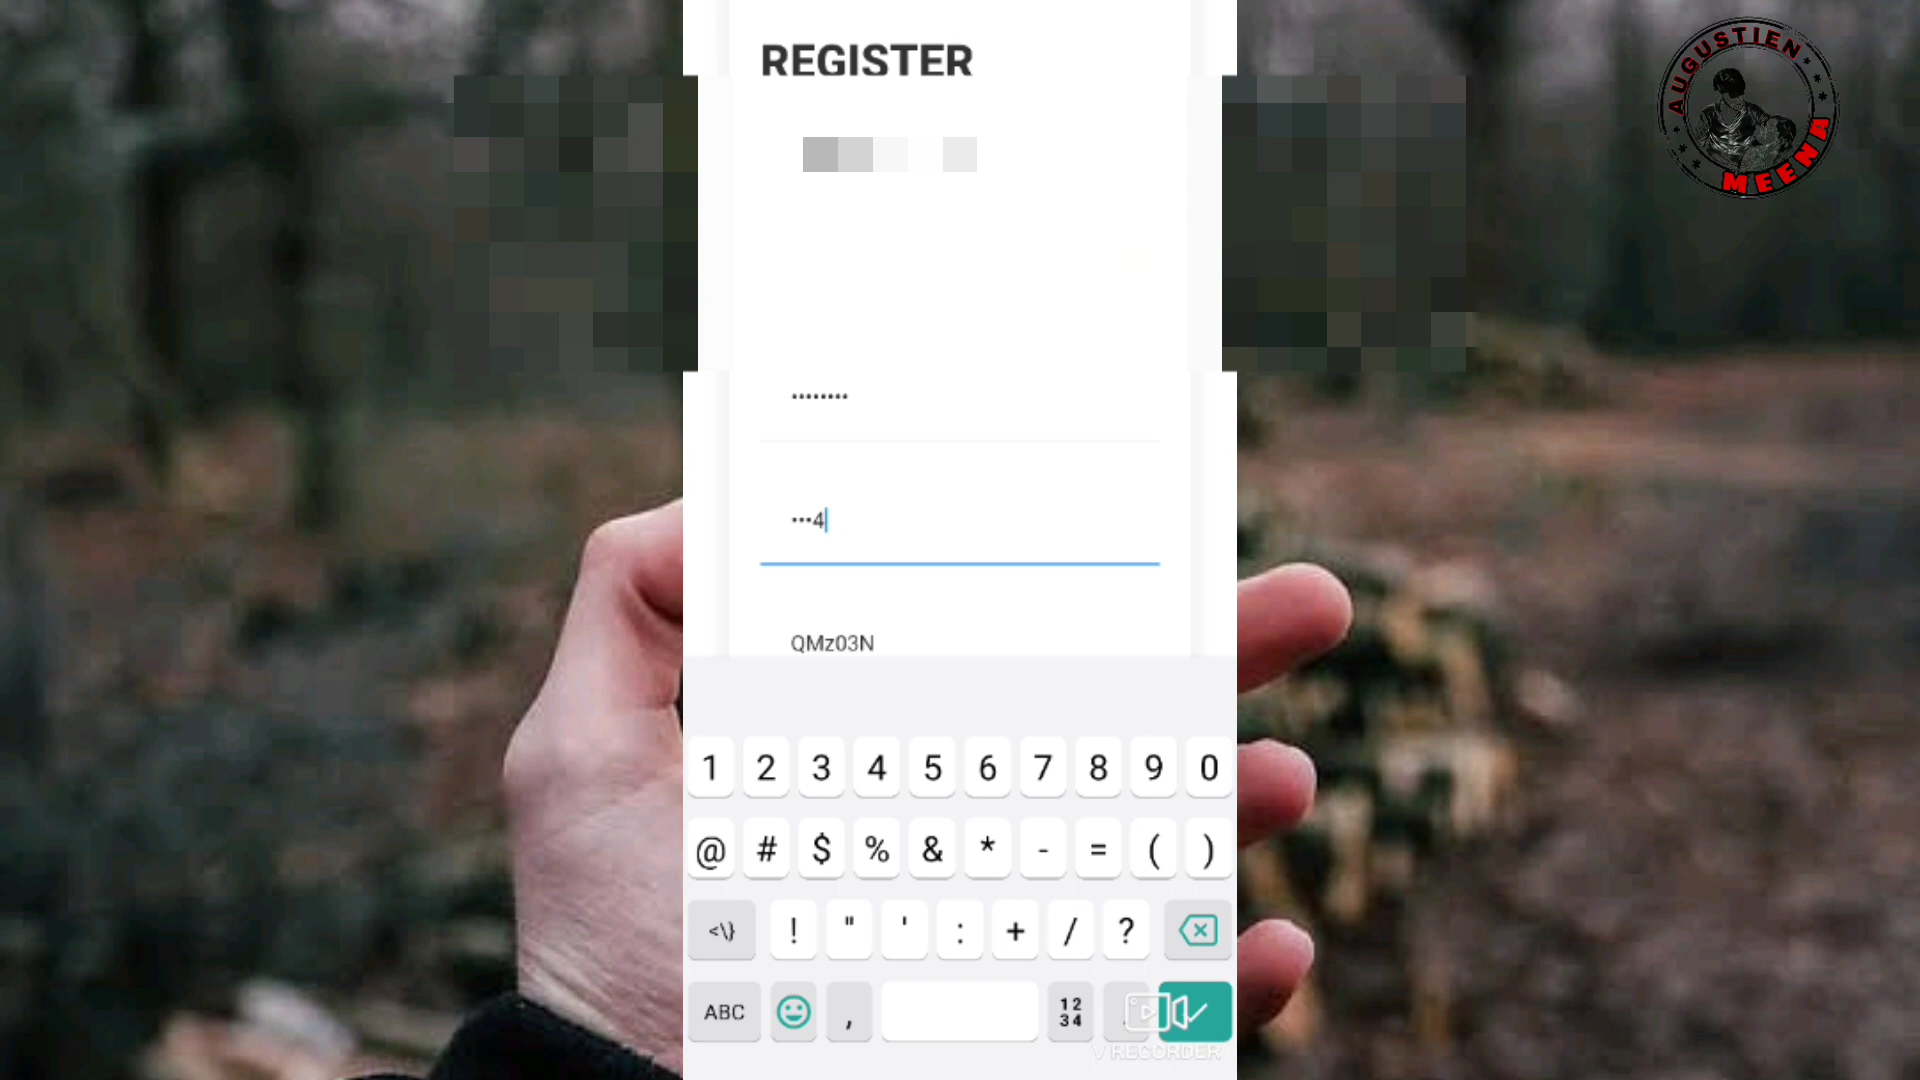 REGISTER
AUGUSTIEN
MEENA
••••••••
•••4
QMz03N
1 2 3 4 5 6 7 8 9 0
@ # $ % & * - = ( )
<\} ! " ' : + / ?
ABC , 12 34 .
V RECORDER